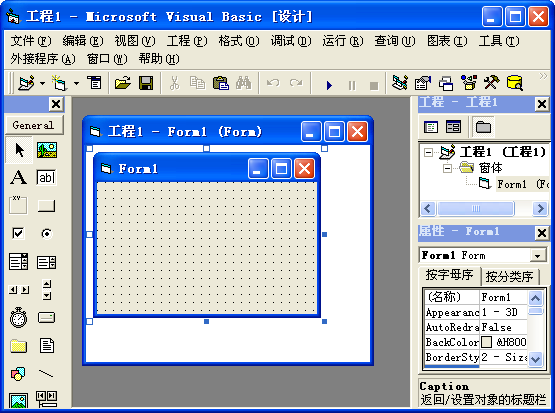 工程1 - Microsoft Visual Basic [设计]
文件(F) 编辑(E) 视图(V) 工程(P) 格式(O) 调试(D) 运行(R) 查询(U) 图表(I) 工具(T)
外接程序(A) 窗口(W) 帮助(H)
General
A
ab|
xy
工程1 - Form1 (Form)
Form1
工程 - 工程1
工程1 (工程1)
窗体
Form1 (Fo
属性 - Form1
Form1 Form
按字母序 按分类序
(名称) Form1
Appearanc 1 - 3D
AutoRedra False
BackColor &H800
BorderSty 2 - Siza
Caption
返回/设置对象的标题栏